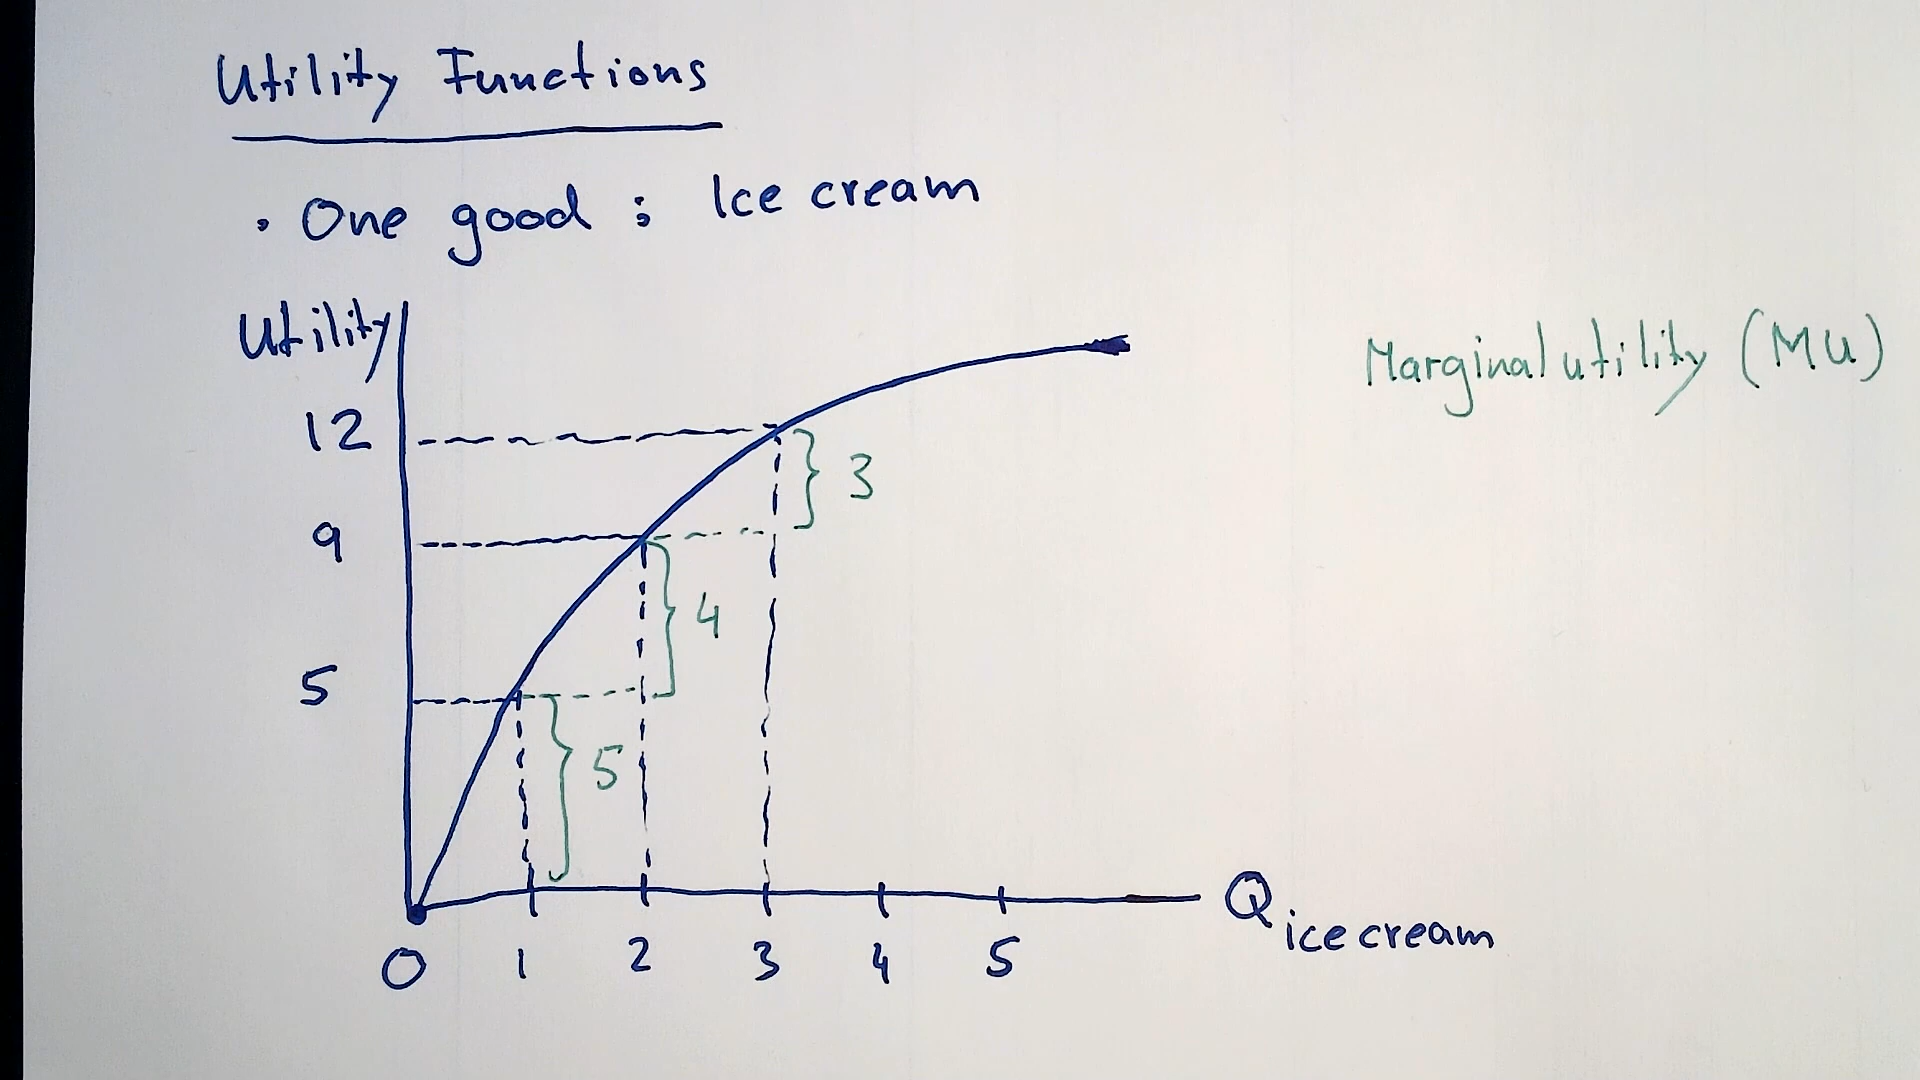 Utility Functions
• One good : Ice cream
Utility
Marginal utility (MU)
12
3
9
4
5
5
Q ice cream
0 1 2 3 4 5